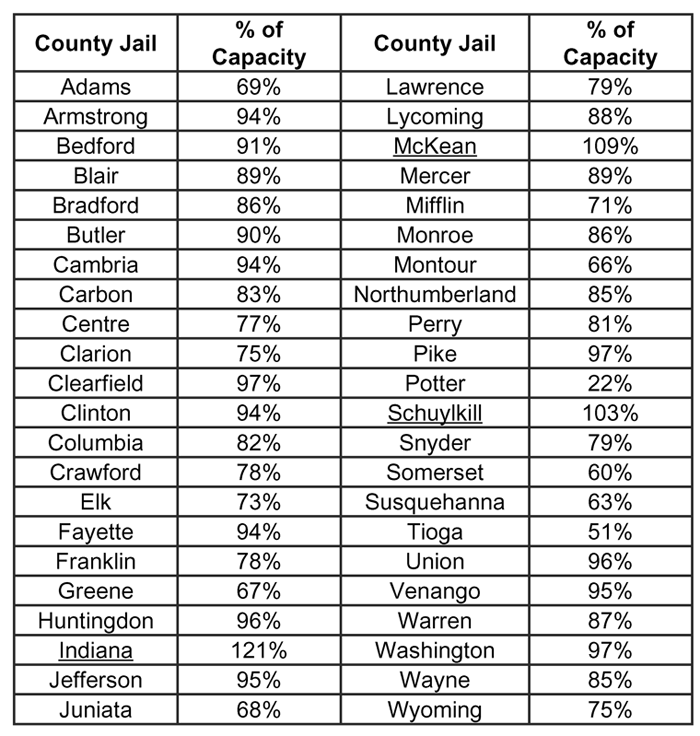 County Jail % of Capacity County Jail % of Capacity
Adams 69% Lawrence 79%
Armstrong 94% Lycoming 88%
Bedford 91% McKean 109%
Blair 89% Mercer 89%
Bradford 86% Mifflin 71%
Butler 90% Monroe 86%
Cambria 94% Montour 66%
Carbon 83% Northumberland 85%
Centre 77% Perry 81%
Clarion 75% Pike 97%
Clearfield 97% Potter 22%
Clinton 94% Schuylkill 103%
Columbia 82% Snyder 79%
Crawford 78% Somerset 60%
Elk 73% Susquehanna 63%
Fayette 94% Tioga 51%
Franklin 78% Union 96%
Greene 67% Venango 95%
Huntingdon 96% Warren 87%
Indiana 121% Washington 97%
Jefferson 95% Wayne 85%
Juniata 68% Wyoming 75%